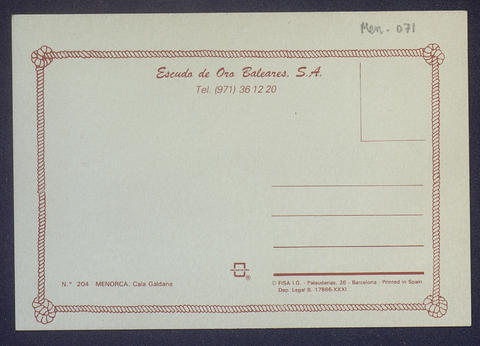 Men. 071
Escudo de Oro Baleares, S.A.
Tel. (971) 36 12 20
N.° 204 MENORCA. Cala Galdana
© FISA I.G. - Palaudarias, 26 - Barcelona - Printed in Spain
Dep. Legal B. 17866-XXXI
®